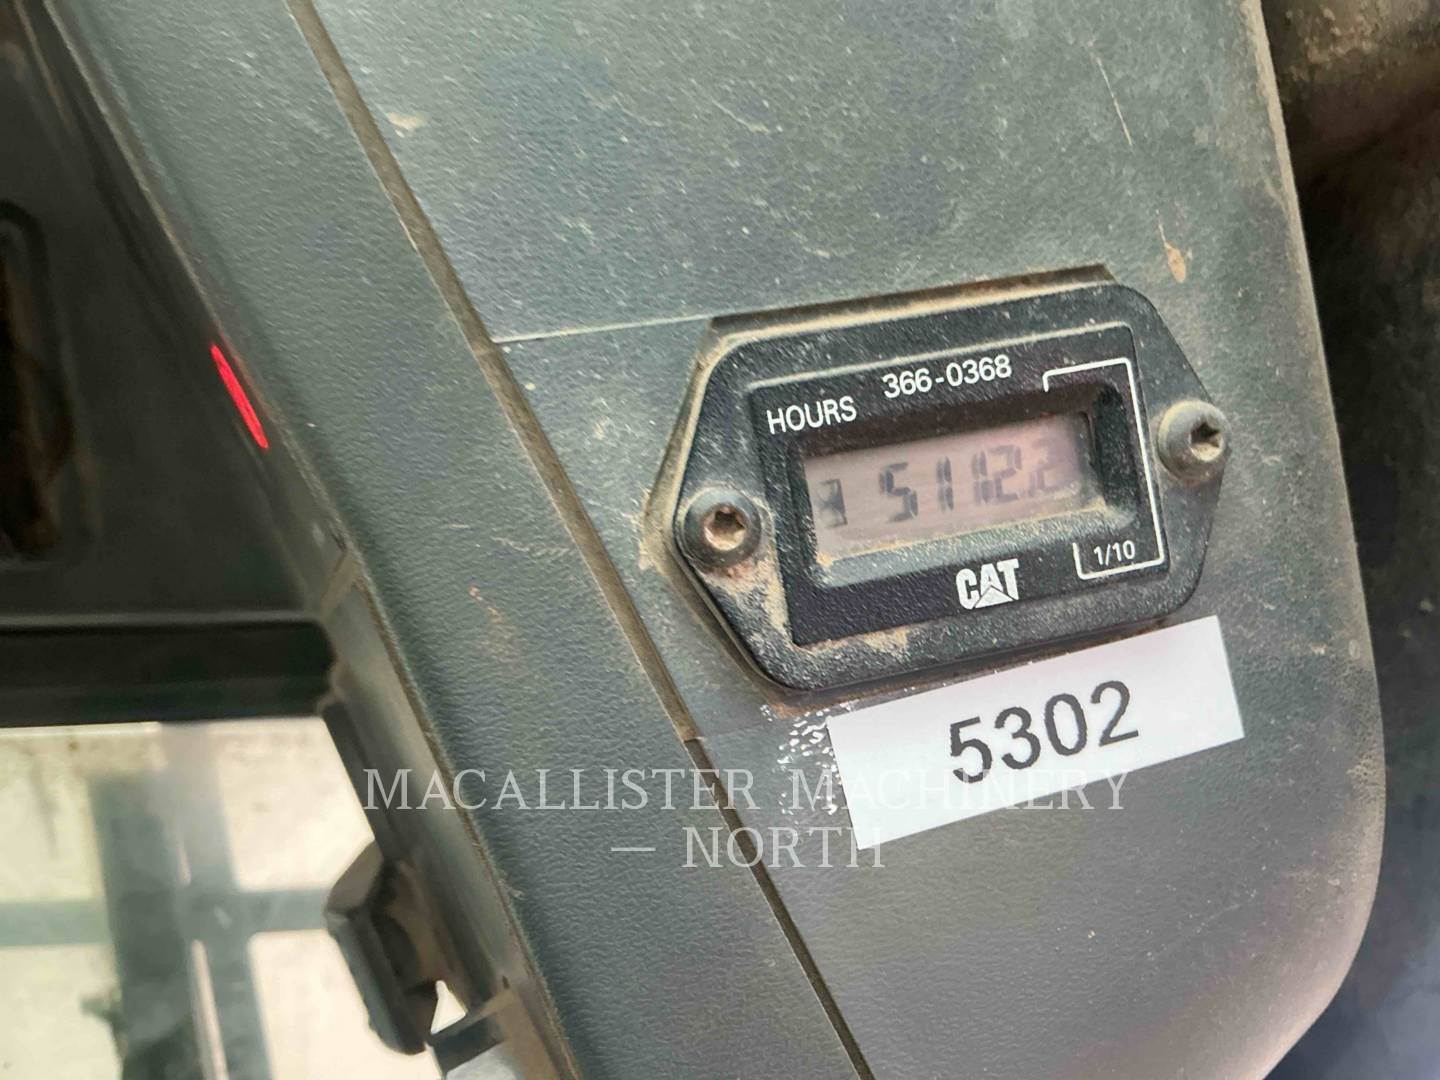 366-0368
HOURS
5112.2
1/10
CAT
5302
MACALLISTER MACHINERY
— NORTH